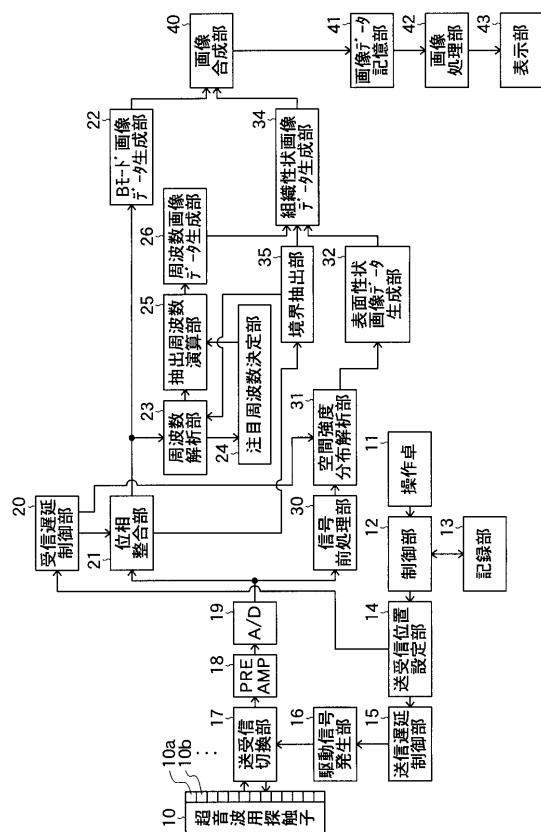 10
超音波用探触子
10a
10b
17
送受信
切換部
18
PRE
AMP
19
A/D
16
駆動信号
発生部
15
送信遅延
制御部
14
送受信位置
設定部
12
制御部
11
操作卓
13
記録部
20
受信遅延
制御部
21
位相
整合部
22
Bモード画像
データ生成部
23
周波数
解析部
24
注目周波数決定部
25
抽出周波数
演算部
26
周波数画像
データ生成部
30
信号
前処理部
31
空間強度
分布解析部
32
表面性状
画像データ
生成部
35
境界抽出部
34
組織性状画像
データ生成部
40
画像
合成部
41
画像データ
記憶部
42
画像
処理部
43
表示部